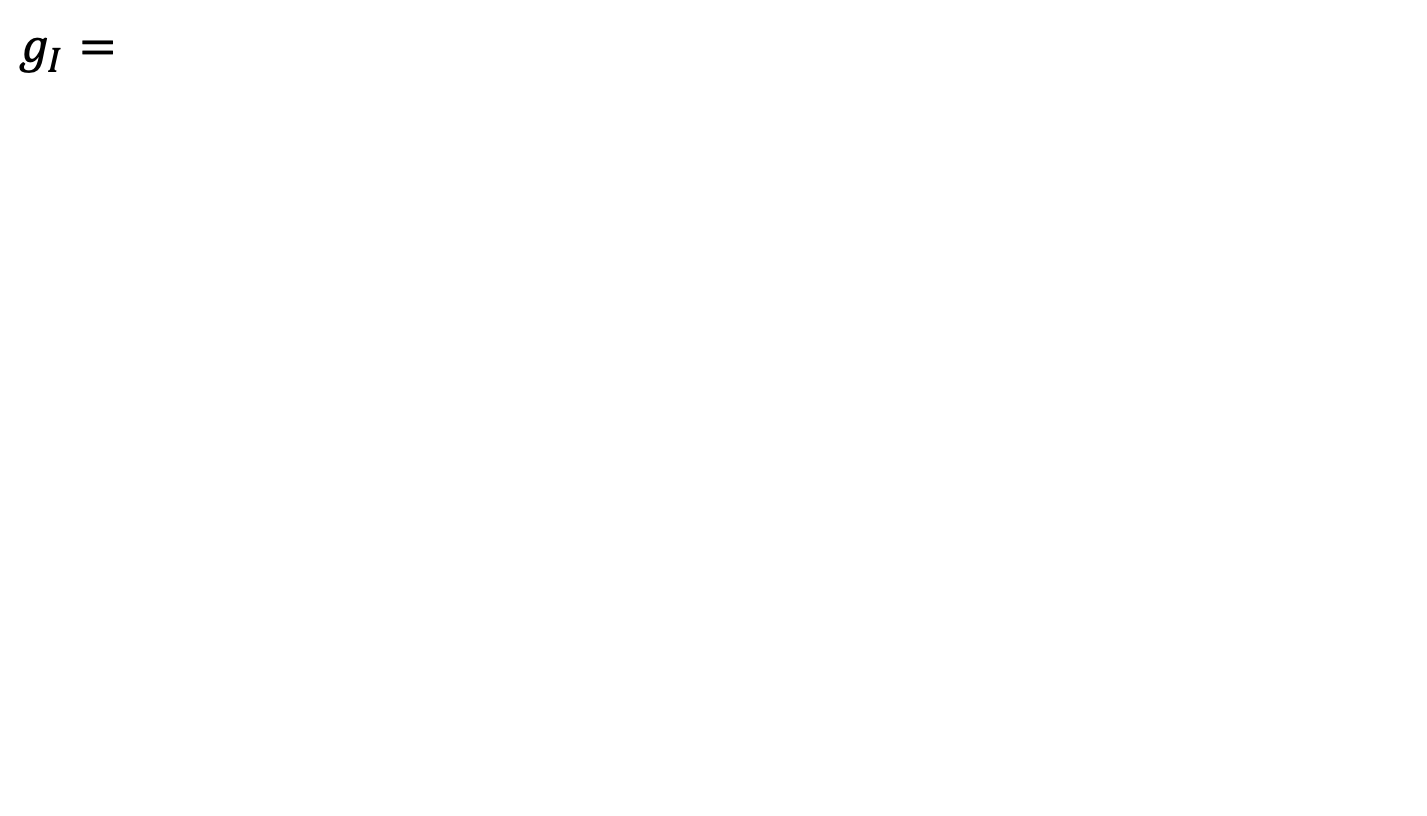 g_I =